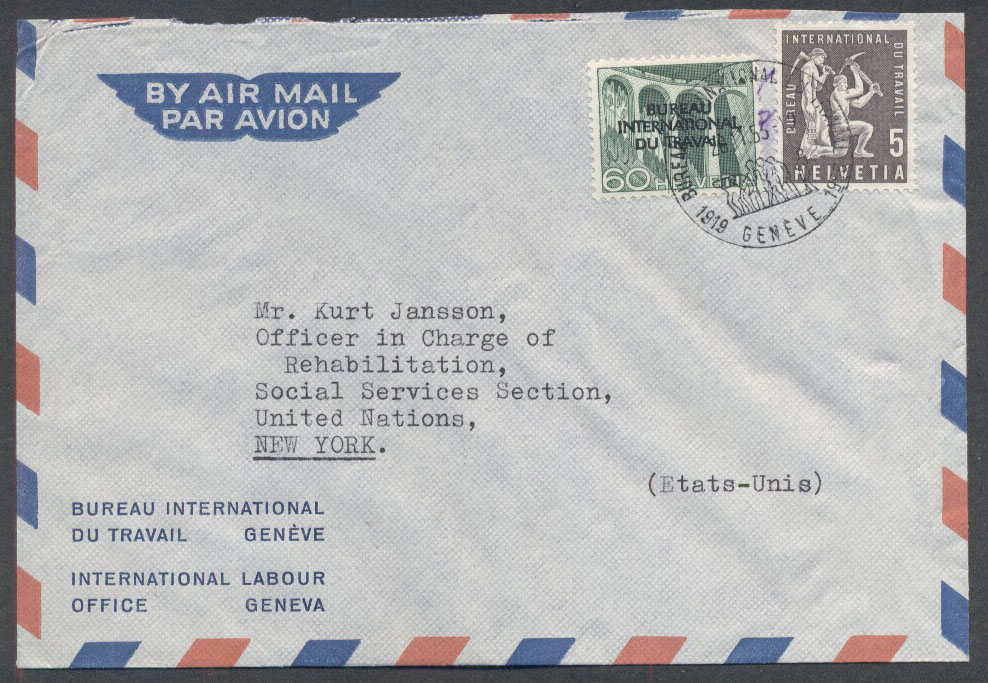 BY AIR MAIL
PAR AVION
BUREAU
INTERNATIONAL
DU TRAVAIL
60 HELVE
BUREAU INTERNATIONAL DU TRAVAIL
5
HELVETIA
BUREAU
1919 GENÈVE
Mr. Kurt Jansson,
Officer in Charge of
Rehabilitation,
Social Services Section,
United Nations,
NEW YORK.
(Etats-Unis)
BUREAU INTERNATIONAL
DU TRAVAIL GENÈVE
INTERNATIONAL LABOUR
OFFICE GENEVA